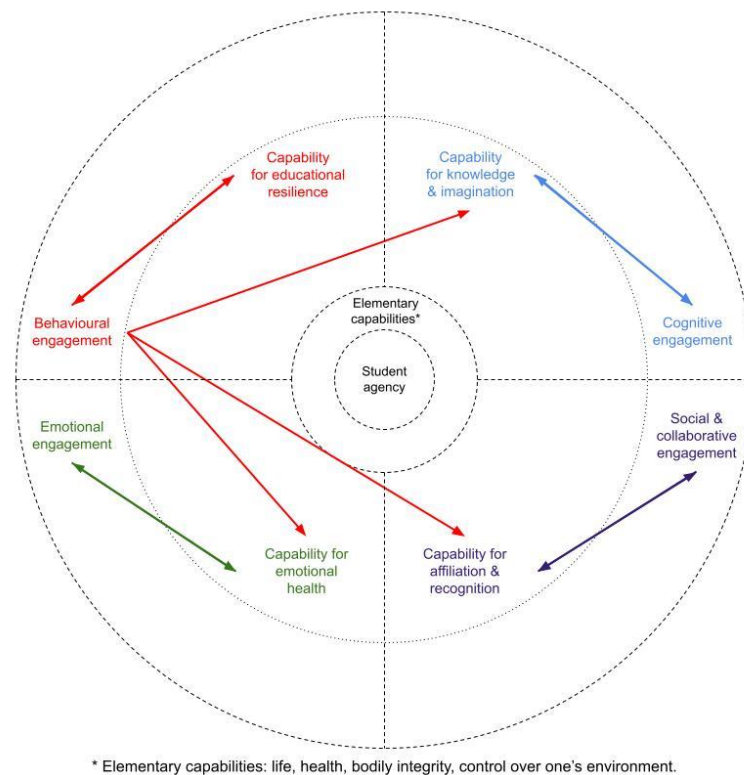 Capability
for educational
resilience
Capability
for knowledge
& imagination
Behavioural
engagement
Elementary
capabilities*
Cognitive
engagement
Student
agency
Emotional
engagement
Social &
collaborative
engagement
Capability for
emotional
health
Capability for
affiliation &
recognition
* Elementary capabilities: life, health, bodily integrity, control over one's environment.